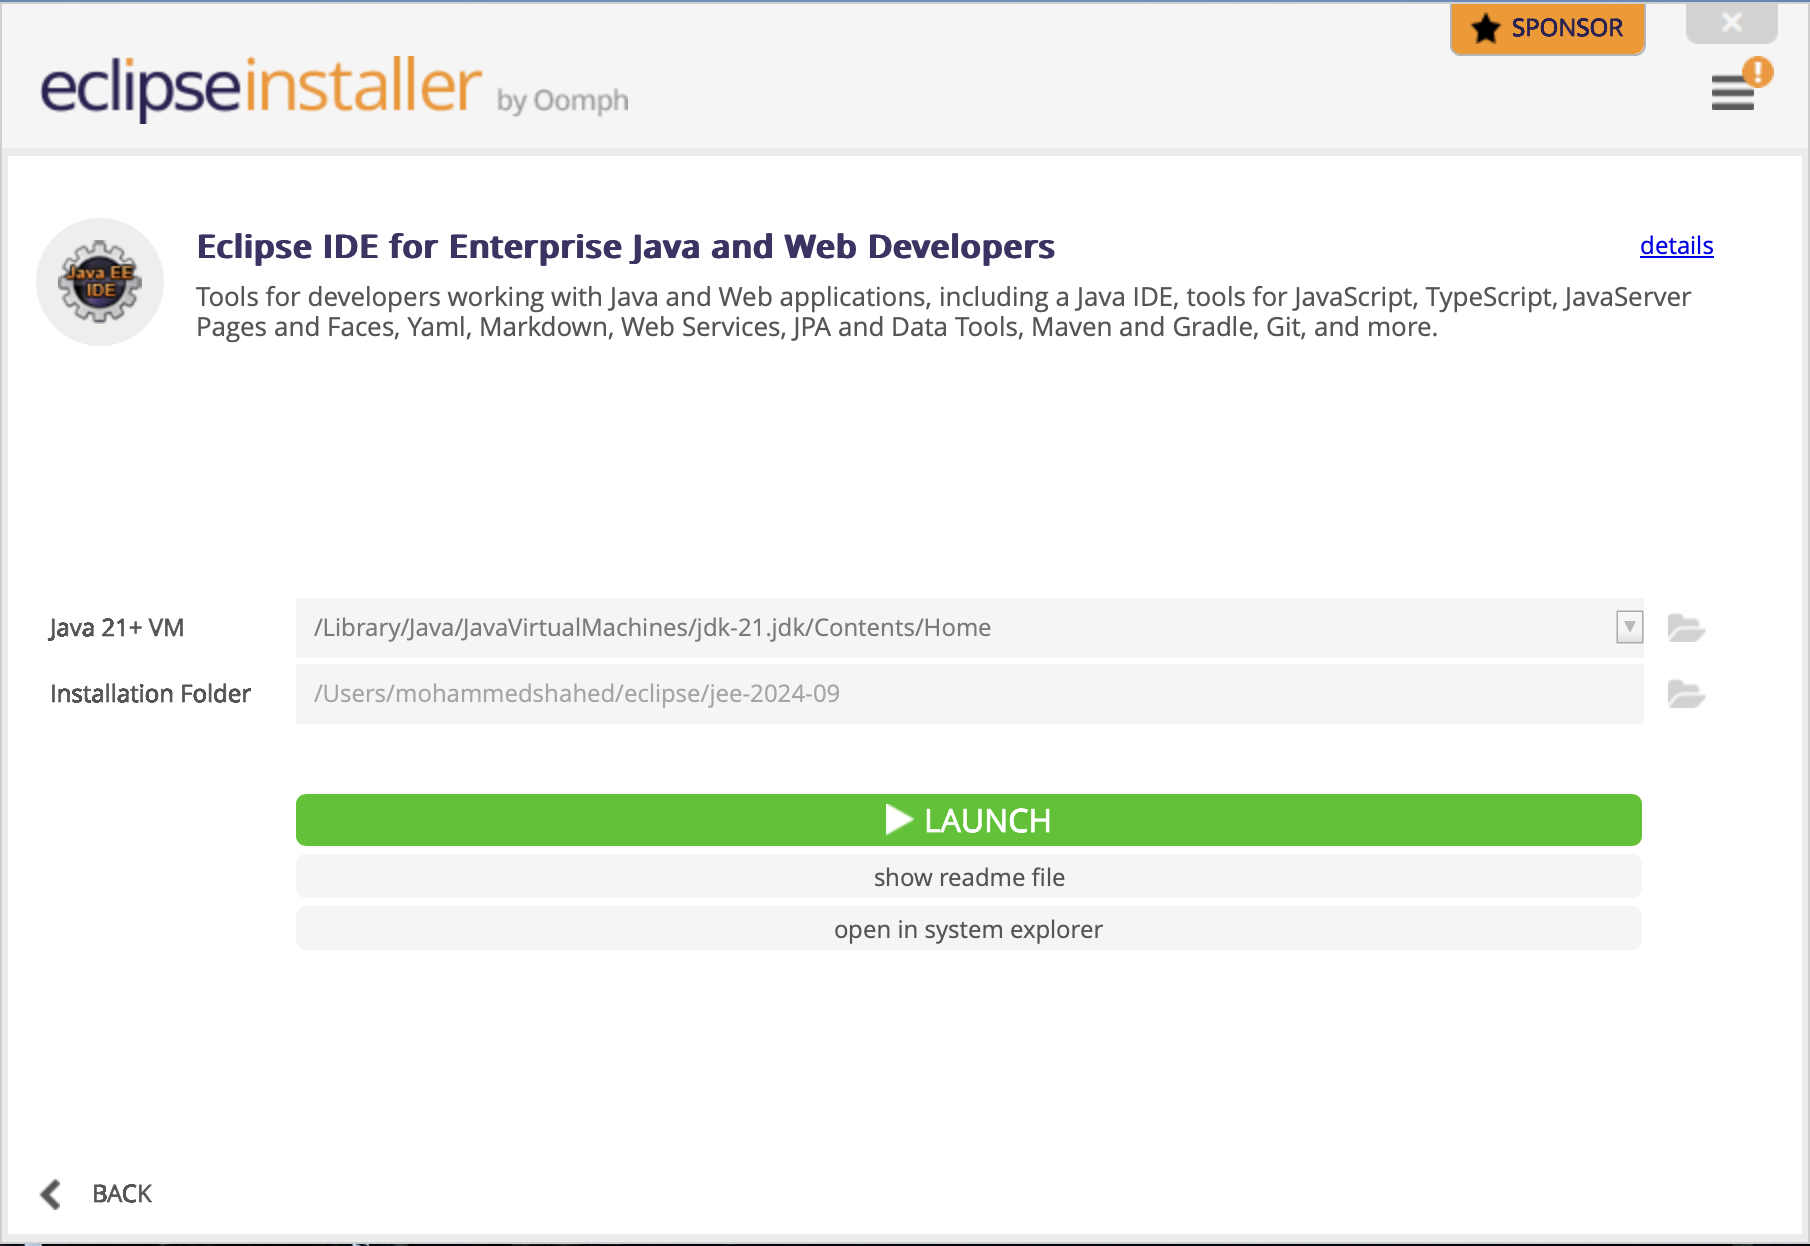 SPONSOR
eclipseinstaller by Oomph
Java EE
IDE
Eclipse IDE for Enterprise Java and Web Developers
details
Tools for developers working with Java and Web applications, including a Java IDE, tools for JavaScript, TypeScript, JavaServer
Pages and Faces, Yaml, Markdown, Web Services, JPA and Data Tools, Maven and Gradle, Git, and more.
Java 21+ VM
/Library/Java/JavaVirtualMachines/jdk-21.jdk/Contents/Home
Installation Folder
/Users/mohammedshahed/eclipse/jee-2024-09
LAUNCH
show readme file
open in system explorer
BACK